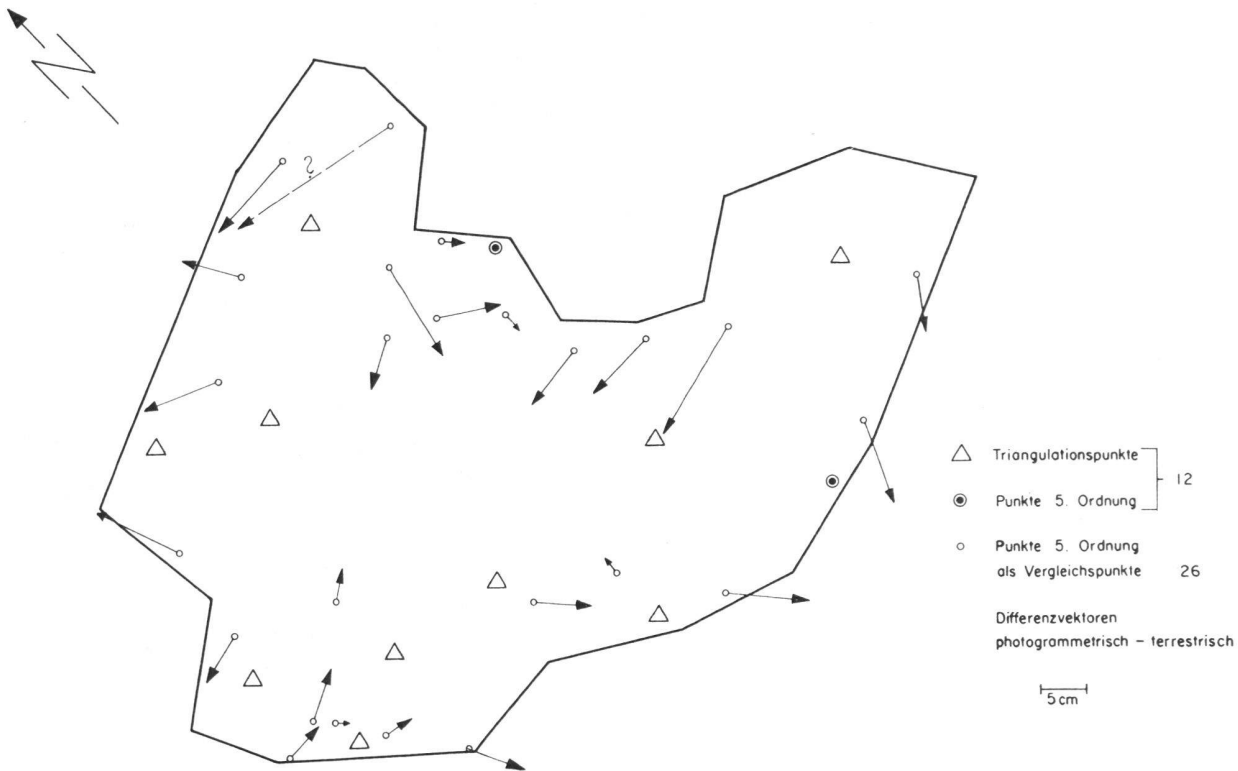 ?
Triangulationspunkte
12
Punkte 5. Ordnung
Punkte 5. Ordnung
als Vergleichspunkte 26
Differenzvektoren
photogrammetrisch – terrestrisch
5 cm